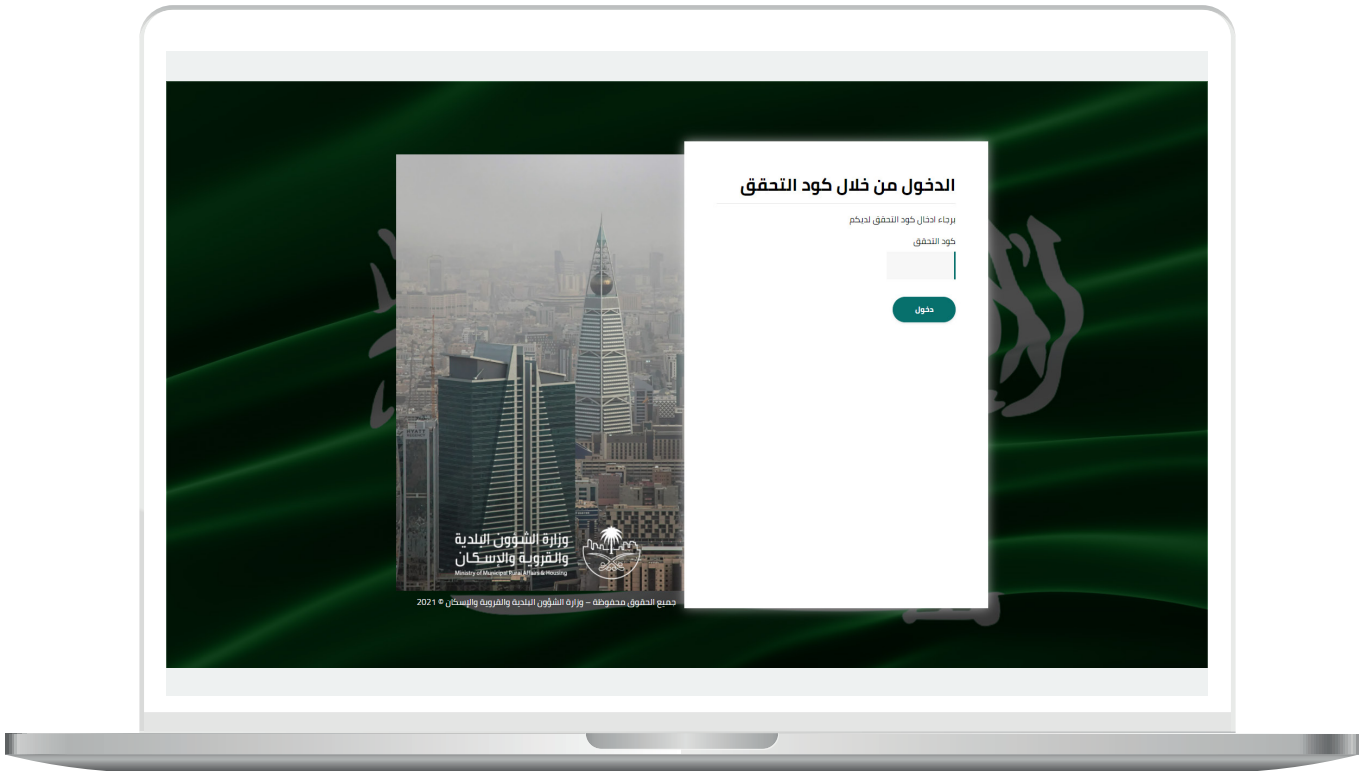 الدخول من خلال كود التحقق
برجاء ادخال كود التحقق لديكم
كود التحقق
دخول
وزارة الشؤون البلدية
والقروية والإسكان
Ministry of Municipal Rural Affairs & Housing
جميع الحقوق محفوظة – وزارة الشؤون البلدية والقروية والإسكان © 2021
HYATT